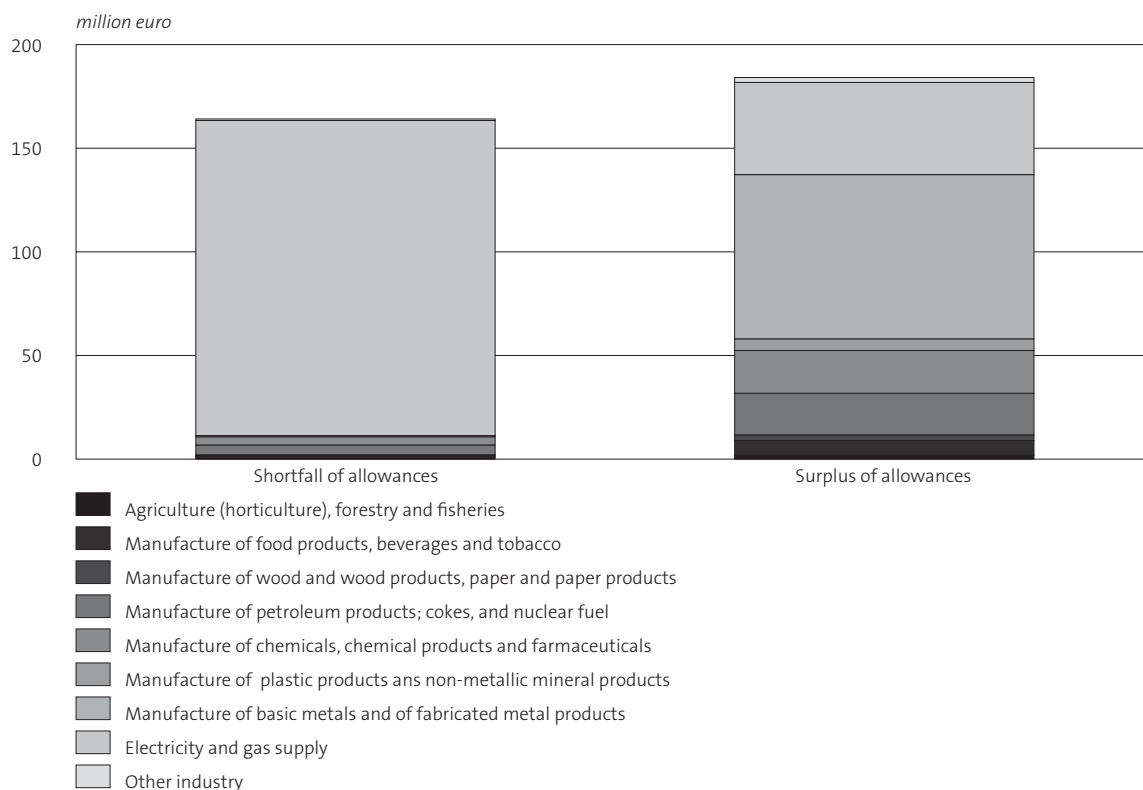 million euro
200
150
100
50
0
Shortfall of allowances
Surplus of allowances
Agriculture (horticulture), forestry and fisheries
Manufacture of food products, beverages and tobacco
Manufacture of wood and wood products, paper and paper products
Manufacture of petroleum products; cokes, and nuclear fuel
Manufacture of chemicals, chemical products and farmaceuticals
Manufacture of  plastic products ans non-metallic mineral products
Manufacture of basic metals and of fabricated metal products
Electricity and gas supply
Other industry